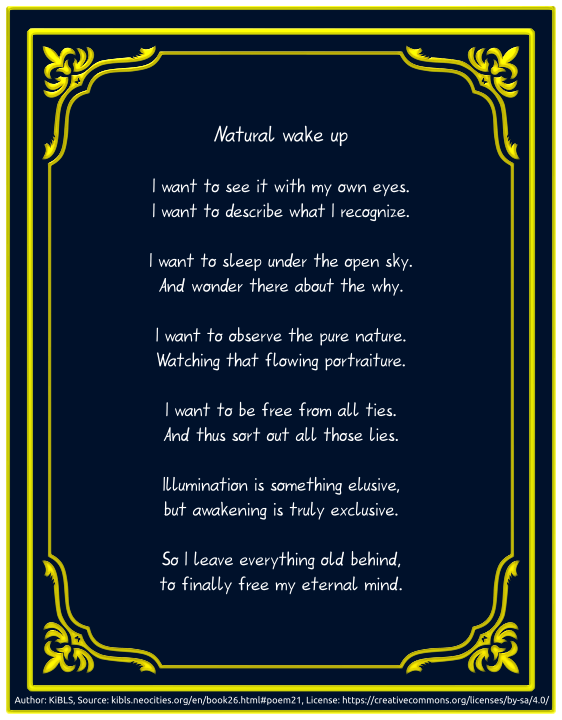 Natural wake up
I want to see it with my own eyes.
I want to describe what I recognize.
I want to sleep under the open sky.
And wonder there about the why.
I want to observe the pure nature.
Watching that flowing portraiture.
I want to be free from all ties.
And thus sort out all those lies.
Illumination is something elusive,
but awakening is truly exclusive.
So I leave everything old behind,
to finally free my eternal mind.
Author: KiBLS, Source: kibls.neocities.org/en/book26.html#poem21, License: https://creativecommons.org/licenses/by-sa/4.0/